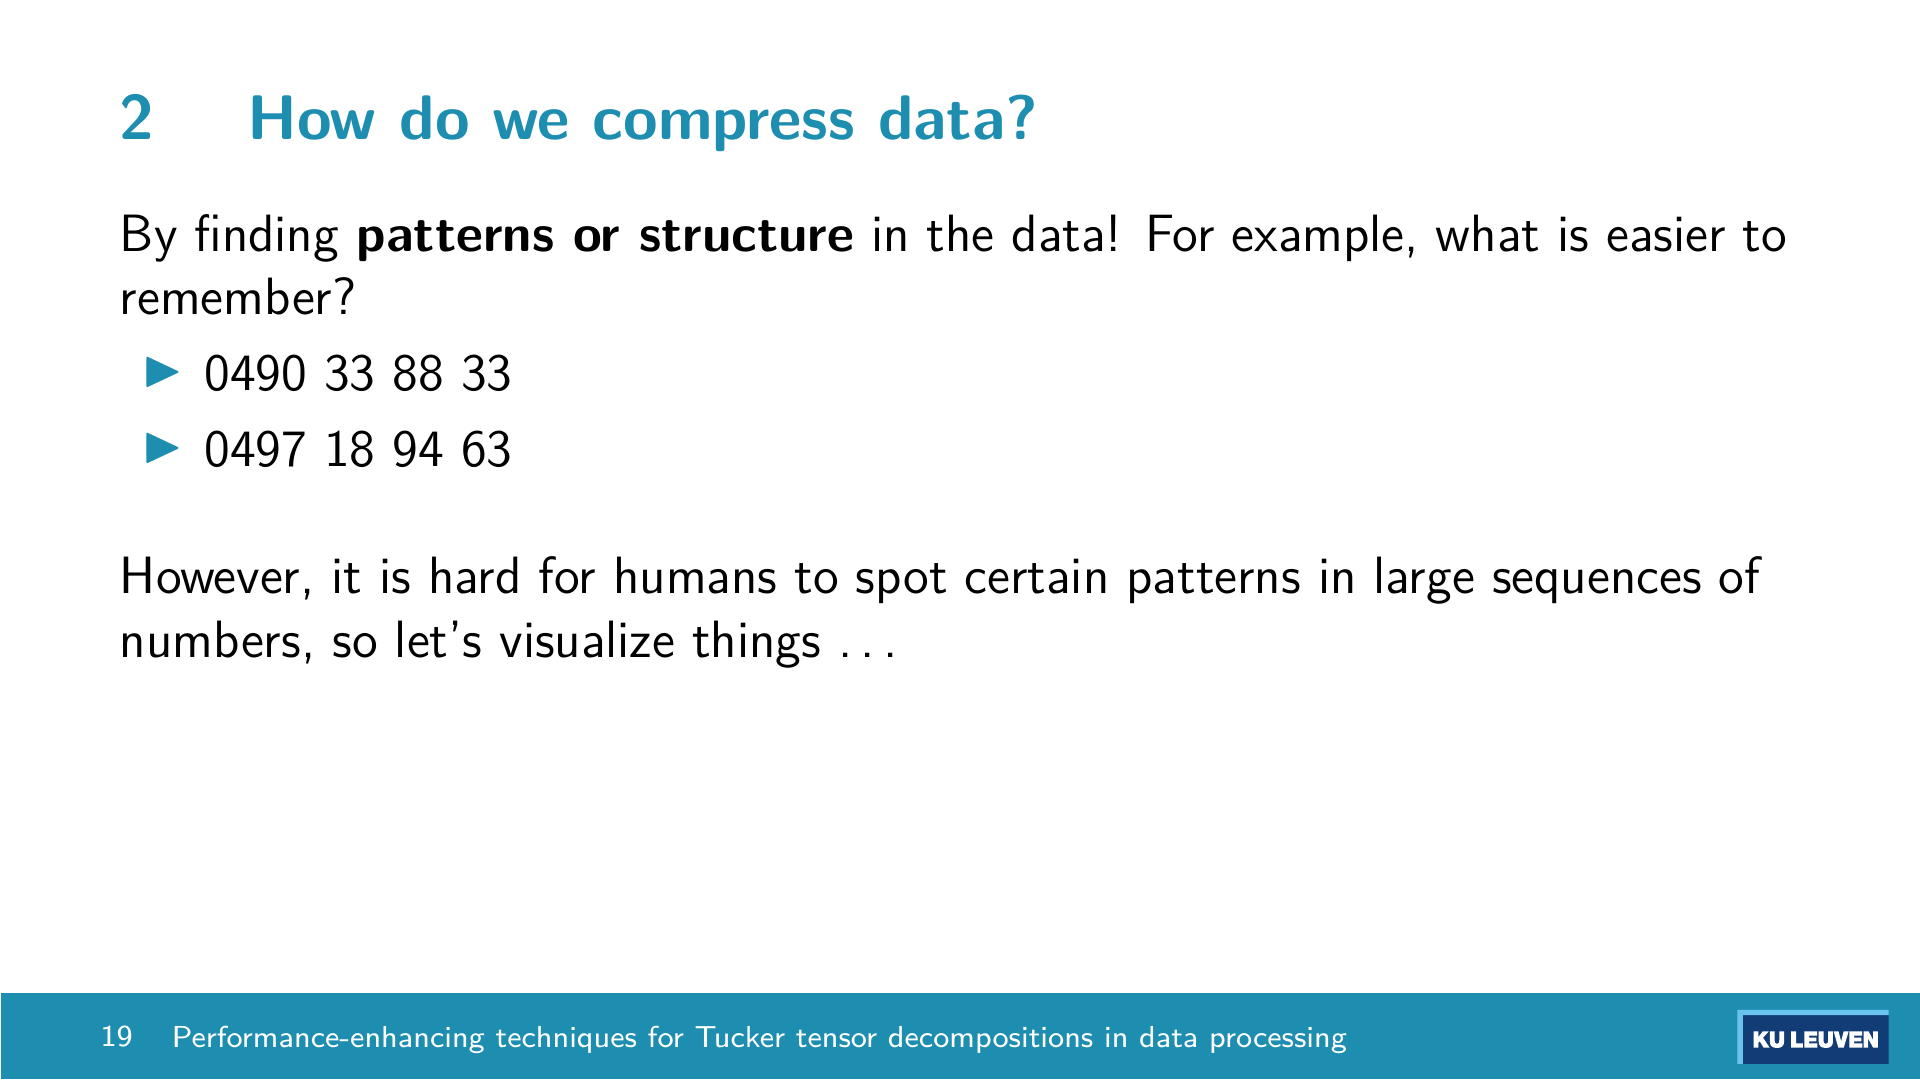 2 How do we compress data?
By finding patterns or structure in the data! For example, what is easier to
remember?
▶ 0490 33 88 33
▶ 0497 18 94 63
However, it is hard for humans to spot certain patterns in large sequences of
numbers, so let's visualize things . . .
19 Performance-enhancing techniques for Tucker tensor decompositions in data processing
KU LEUVEN